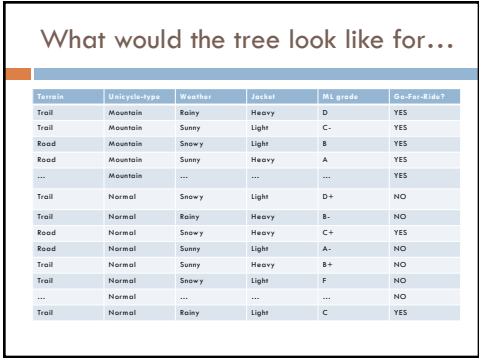 What would the tree look like for…
Terrain Unicycle-type Weather Jacket ML grade Go-For-Ride?
Trail Mountain Rainy Heavy D YES
Trail Mountain Sunny Light C- YES
Road Mountain Snowy Light B YES
Road Mountain Sunny Heavy A YES
… Mountain … … … YES
Trail Normal Snowy Light D+ NO
Trail Normal Rainy Heavy B- NO
Road Normal Snowy Heavy C+ YES
Road Normal Sunny Light A- NO
Trail Normal Sunny Heavy B+ NO
Trail Normal Snowy Light F NO
… Normal … … … NO
Trail Normal Rainy Light C YES